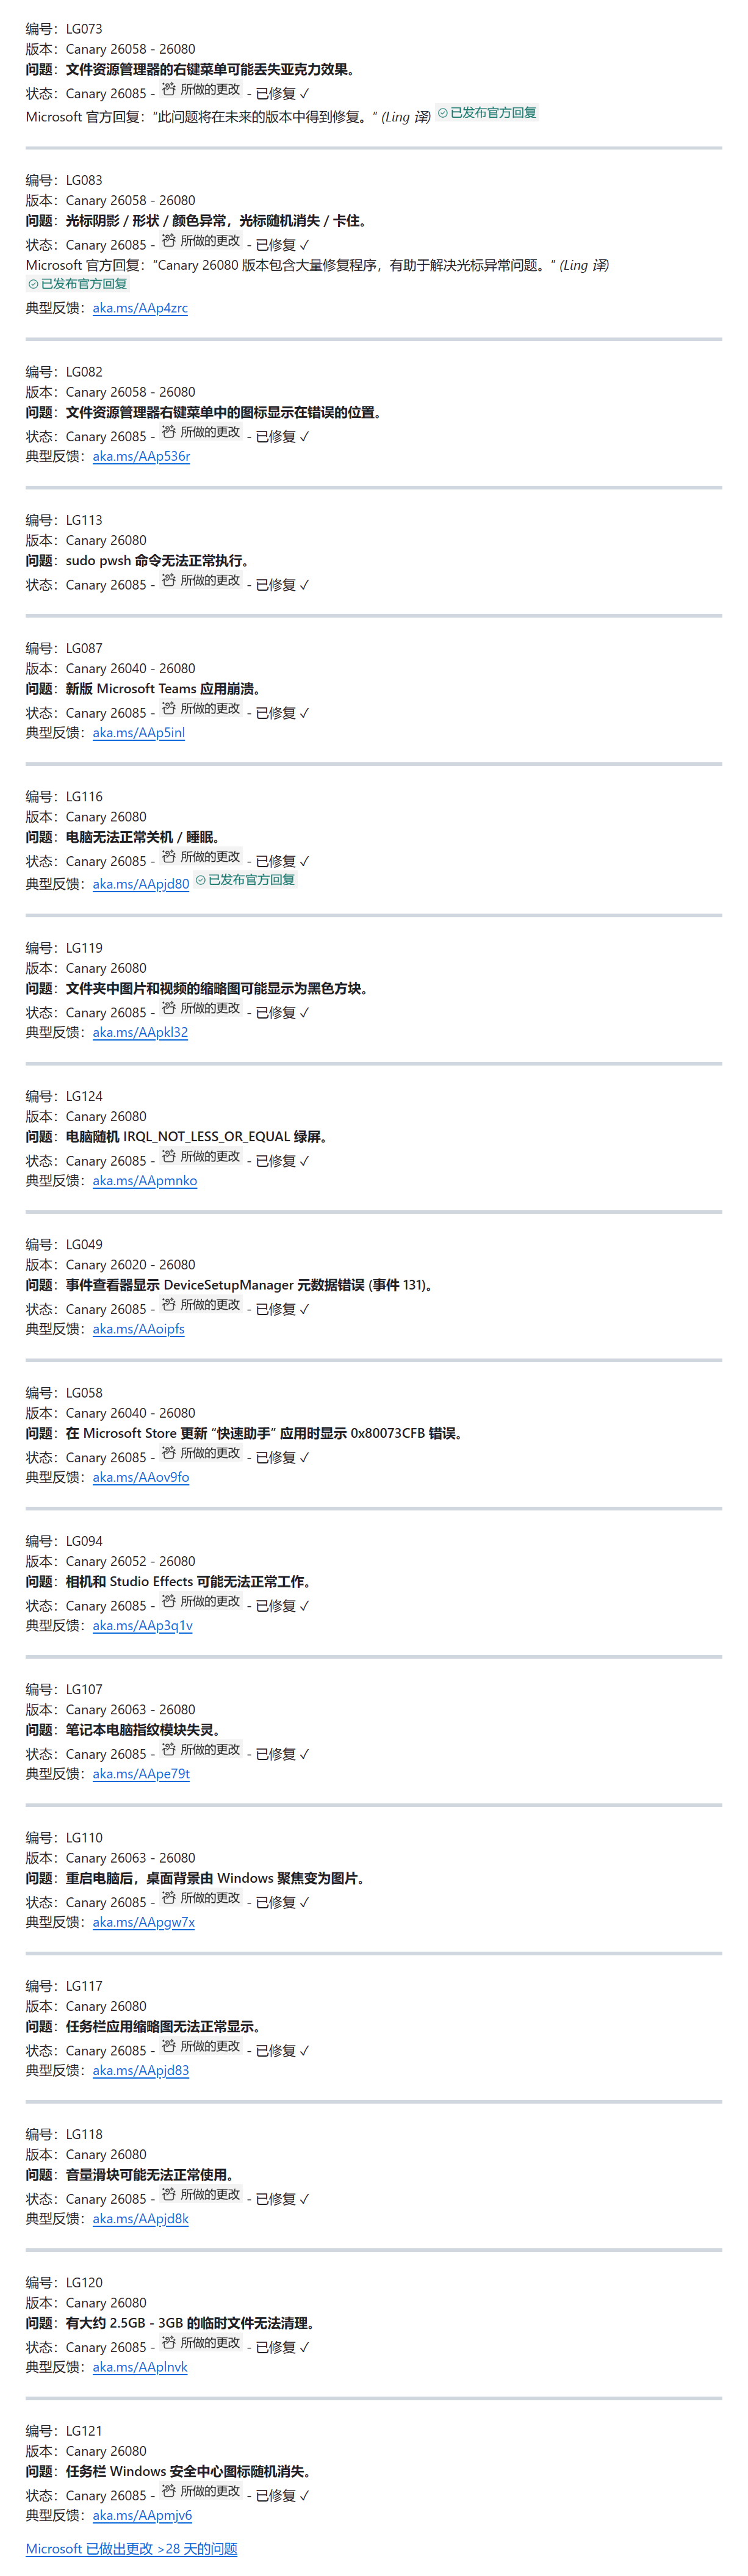 编号：LG073
版本：Canary 26058 - 26080
问题：文件资源管理器的右键菜单可能丢失亚克力效果。
状态：Canary 26085 - 所做的更改 - 已修复 ✓
Microsoft 官方回复：“此问题将在未来的版本中得到修复。” (Ling 译) 已发布官方回复
编号：LG083
版本：Canary 26058 - 26080
问题：光标阴影 / 形状 / 颜色异常，光标随机消失 / 卡住。
状态：Canary 26085 - 所做的更改 - 已修复 ✓
Microsoft 官方回复：“Canary 26080 版本包含大量修复程序，有助于解决光标异常问题。” (Ling 译)
已发布官方回复
典型反馈：aka.ms/AAp4zrc
编号：LG082
版本：Canary 26058 - 26080
问题：文件资源管理器右键菜单中的图标显示在错误的位置。
状态：Canary 26085 - 所做的更改 - 已修复 ✓
典型反馈：aka.ms/AAp536r
编号：LG113
版本：Canary 26080
问题：sudo pwsh 命令无法正常执行。
状态：Canary 26085 - 所做的更改 - 已修复 ✓
编号：LG087
版本：Canary 26040 - 26080
问题：新版 Microsoft Teams 应用崩溃。
状态：Canary 26085 - 所做的更改 - 已修复 ✓
典型反馈：aka.ms/AAp5inl
编号：LG116
版本：Canary 26080
问题：电脑无法正常关机 / 睡眠。
状态：Canary 26085 - 所做的更改 - 已修复 ✓
典型反馈：aka.ms/AApjd80 已发布官方回复
编号：LG119
版本：Canary 26080
问题：文件夹中图片和视频的缩略图可能显示为黑色方块。
状态：Canary 26085 - 所做的更改 - 已修复 ✓
典型反馈：aka.ms/AApkl32
编号：LG124
版本：Canary 26080
问题：电脑随机 IRQL_NOT_LESS_OR_EQUAL 绿屏。
状态：Canary 26085 - 所做的更改 - 已修复 ✓
典型反馈：aka.ms/AApmnko
编号：LG049
版本：Canary 26020 - 26080
问题：事件查看器显示 DeviceSetupManager 元数据错误 (事件 131)。
状态：Canary 26085 - 所做的更改 - 已修复 ✓
典型反馈：aka.ms/AAoipfs
编号：LG058
版本：Canary 26040 - 26080
问题：在 Microsoft Store 更新 “快速助手” 应用时显示 0x80073CFB 错误。
状态：Canary 26085 - 所做的更改 - 已修复 ✓
典型反馈：aka.ms/AAov9fo
编号：LG094
版本：Canary 26052 - 26080
问题：相机和 Studio Effects 可能无法正常工作。
状态：Canary 26085 - 所做的更改 - 已修复 ✓
典型反馈：aka.ms/AAp3q1v
编号：LG107
版本：Canary 26063 - 26080
问题：笔记本电脑指纹模块失灵。
状态：Canary 26085 - 所做的更改 - 已修复 ✓
典型反馈：aka.ms/AApe79t
编号：LG110
版本：Canary 26063 - 26080
问题：重启电脑后，桌面背景由 Windows 聚焦变为图片。
状态：Canary 26085 - 所做的更改 - 已修复 ✓
典型反馈：aka.ms/AApgw7x
编号：LG117
版本：Canary 26080
问题：任务栏应用缩略图无法正常显示。
状态：Canary 26085 - 所做的更改 - 已修复 ✓
典型反馈：aka.ms/AApjd83
编号：LG118
版本：Canary 26080
问题：音量滑块可能无法正常使用。
状态：Canary 26085 - 所做的更改 - 已修复 ✓
典型反馈：aka.ms/AApjd8k
编号：LG120
版本：Canary 26080
问题：有大约 2.5GB - 3GB 的临时文件无法清理。
状态：Canary 26085 - 所做的更改 - 已修复 ✓
典型反馈：aka.ms/AAplnvk
编号：LG121
版本：Canary 26080
问题：任务栏 Windows 安全中心图标随机消失。
状态：Canary 26085 - 所做的更改 - 已修复 ✓
典型反馈：aka.ms/AApmjv6
Microsoft 已做出更改 >28 天的问题